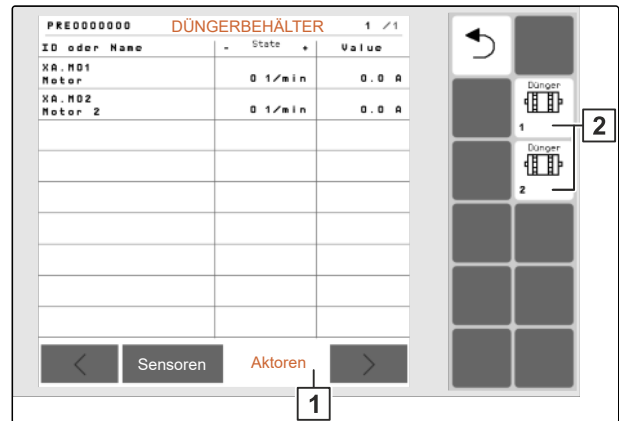 PRE0000000 DÜNGERBEHÄLTER 1 /1
ID oder Name - State + Value
XA.M01
Motor 0 1/min 0.0 A
XA.M02
Motor 2 0 1/min 0.0 A
Sensoren Aktoren
1
Dünger
1
Dünger
2
2